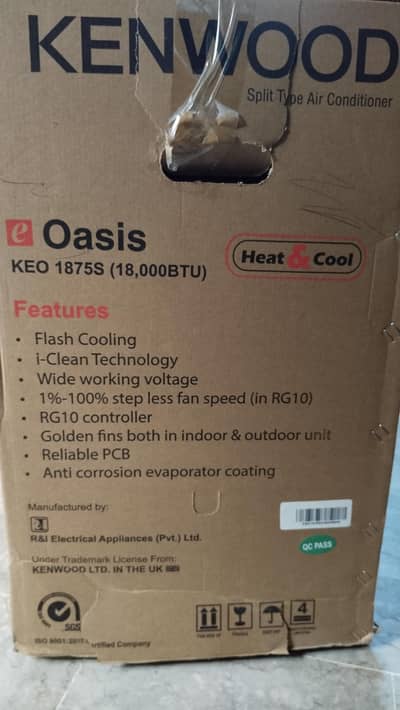 KENWOOD
Split Type Air Conditioner
e Oasis
KEO 1875S (18,000BTU)
Heat & Cool
Features
• Flash Cooling
• i-Clean Technology
• Wide working voltage
• 1%-100% step less fan speed (in RG10)
• RG10 controller
• Golden fins both in indoor & outdoor unit
• Reliable PCB
• Anti corrosion evaporator coating
Manufactured by:
R&I Electrical Appliances (Pvt.) Ltd.
QC PASS
Under Trademark License From:
KENWOOD LTD. IN THE UK
SGS
4
Certified Company